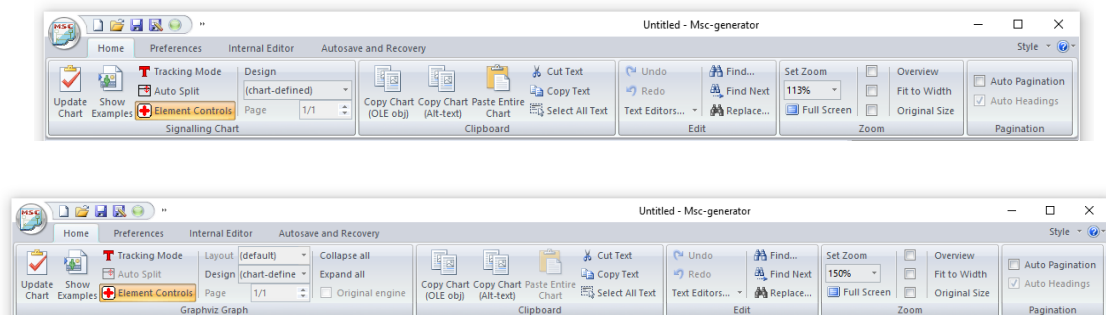 MSC
Untitled - Msc-generator
Home Preferences Internal Editor Autosave and Recovery Style
Update Chart
Show Examples
Tracking Mode
Auto Split
Element Controls
Design
(chart-defined)
Page 1/1
Signalling Chart
Copy Chart (OLE obj)
Copy Chart (Alt-text)
Paste Entire Chart
Cut Text
Copy Text
Select All Text
Clipboard
Undo
Redo
Text Editors...
Find...
Find Next
Replace...
Edit
Set Zoom
113%
Full Screen
Overview
Fit to Width
Original Size
Zoom
Auto Pagination
Auto Headings
Pagination
MSC
Untitled - Msc-generator
Home Preferences Internal Editor Autosave and Recovery Style
Update Chart
Show Examples
Tracking Mode
Auto Split
Element Controls
Layout (default)
Design (chart-define
Page 1/1
Collapse all
Expand all
Original engine
Graphviz Graph
Copy Chart (OLE obj)
Copy Chart (Alt-text)
Paste Entire Chart
Cut Text
Copy Text
Select All Text
Clipboard
Undo
Redo
Text Editors...
Find...
Find Next
Replace...
Edit
Set Zoom
150%
Full Screen
Overview
Fit to Width
Original Size
Zoom
Auto Pagination
Auto Headings
Pagination